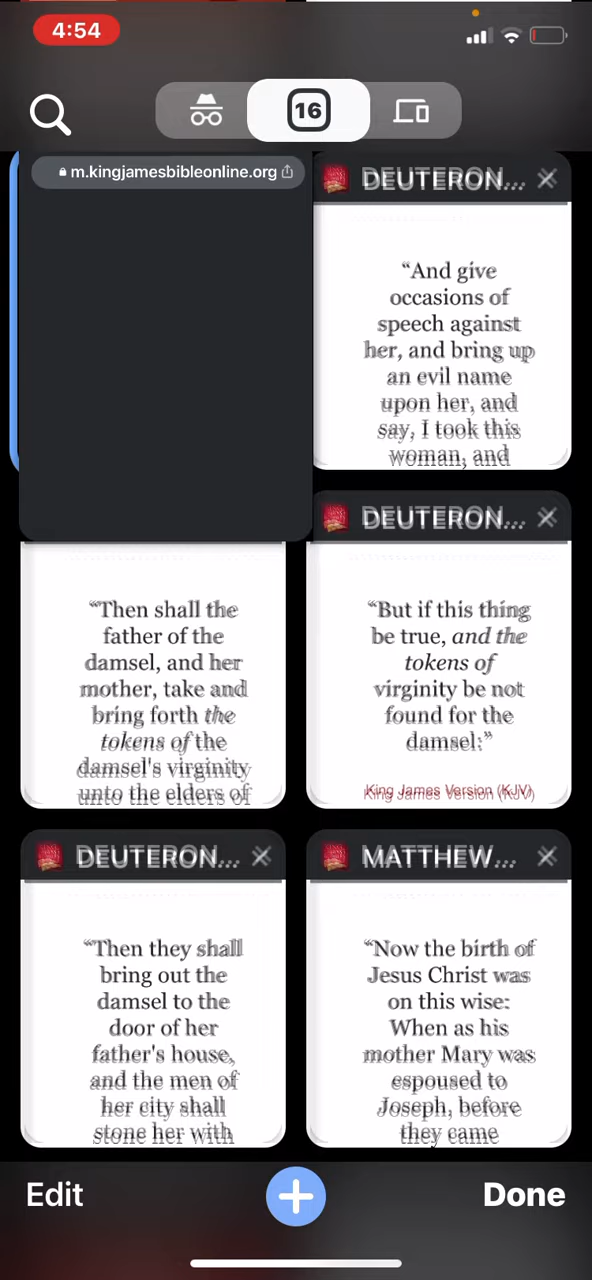 4:54
16
m.kingjamesbibleonline.org
DEUTERON...
“And give
occasions of
speech against
her, and bring up
an evil name
upon her, and
say, I took this
woman, and
DEUTERON...
“Then shall the
father of the
damsel, and her
mother, take and
bring forth the
tokens of the
damsel's virginity
unto the elders of
“But if this thing
be true, and the
tokens of
virginity be not
found for the
damsel:”
King James Version (KJV)
DEUTERON...
“Then they shall
bring out the
damsel to the
door of her
father's house,
and the men of
her city shall
stone her with
MATTHEW...
“Now the birth of
Jesus Christ was
on this wise:
When as his
mother Mary was
espoused to
Joseph, before
they came
Edit
Done